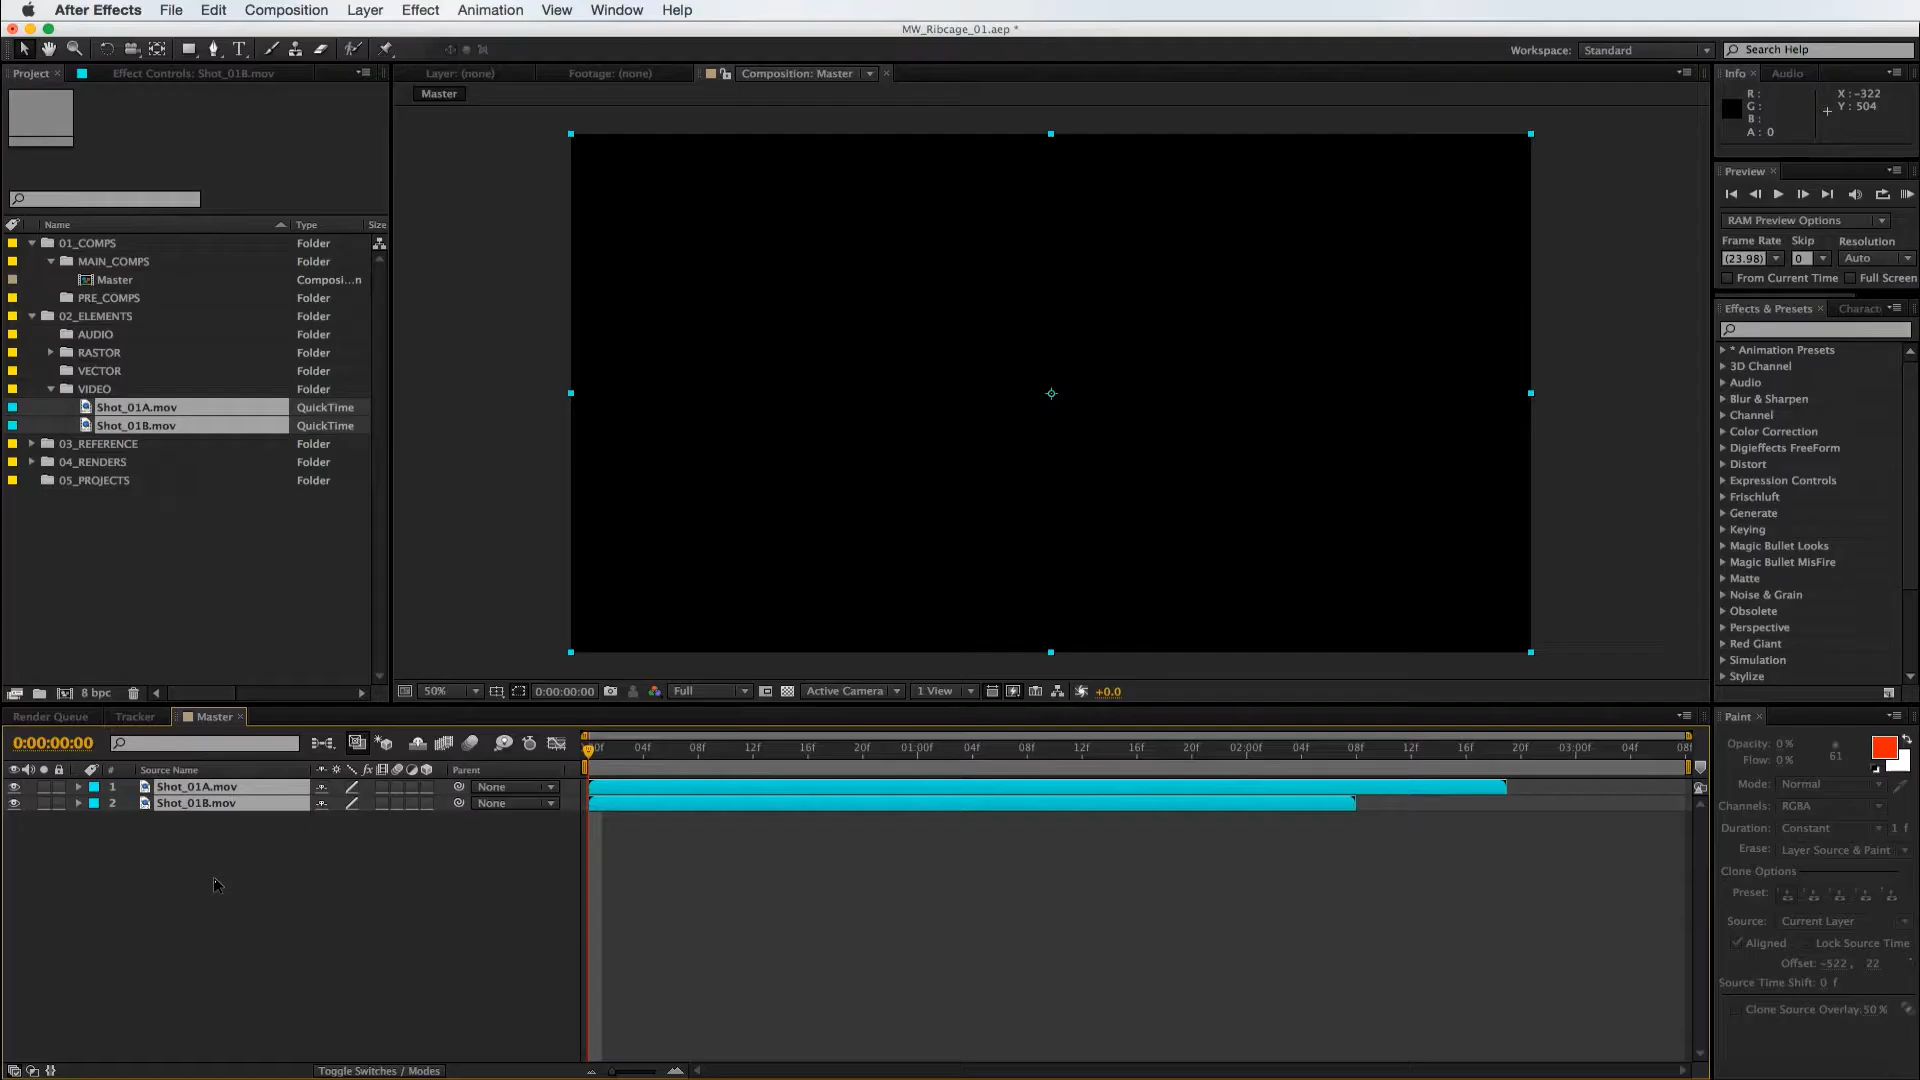 After Effects File Edit Composition Layer Effect Animation View Window Help
MW_Ribcage_01.aep *
Workspace: Standard Search Help
Project Effect Controls: Shot_01B.mov
Layer: (none) Footage: (none) Composition: Master
Master
Info Audio
R: X: -322
G: Y: 504
B:
A: 0
Preview
RAM Preview Options
Frame Rate Skip Resolution
(23.98) 0 Auto
From Current Time Full Screen
Name Type Size
01_COMPS Folder
MAIN_COMPS Folder
Master Composi...n
PRE_COMPS Folder
02_ELEMENTS Folder
AUDIO Folder
RASTOR Folder
VECTOR Folder
VIDEO Folder
Shot_01A.mov QuickTime
Shot_01B.mov QuickTime
03_REFERENCE Folder
04_RENDERS Folder
05_PROJECTS Folder
8 bpc
Effects & Presets Charact
* Animation Presets
3D Channel
Audio
Blur & Sharpen
Channel
Color Correction
Digieffects FreeForm
Distort
Expression Controls
Frischluft
Generate
Keying
Magic Bullet Looks
Magic Bullet MisFire
Matte
Noise & Grain
Obsolete
Perspective
Red Giant
Simulation
Stylize
50% 0:00:00:00 Full Active Camera 1 View +0.0
Render Queue Tracker Master
0:00:00:00
00f 04f 08f 12f 16f 20f 01:00f 04f 08f 12f 16f 20f 02:00f 04f 08f 12f 16f 20f 03:00f 04f 08f
# Source Name fx Parent
1 Shot_01A.mov None
2 Shot_01B.mov None
Toggle Switches / Modes
Paint
Opacity: 0 %
Flow: 0 % 61
Mode: Normal
Channels: RGBA
Duration: Constant 1 f
Erase: Layer Source & Paint
Clone Options
Preset:
Source: Current Layer
Aligned Lock Source Time
Offset: -522, 22
Source Time Shift: 0 f
Clone Source Overlay: 50 %